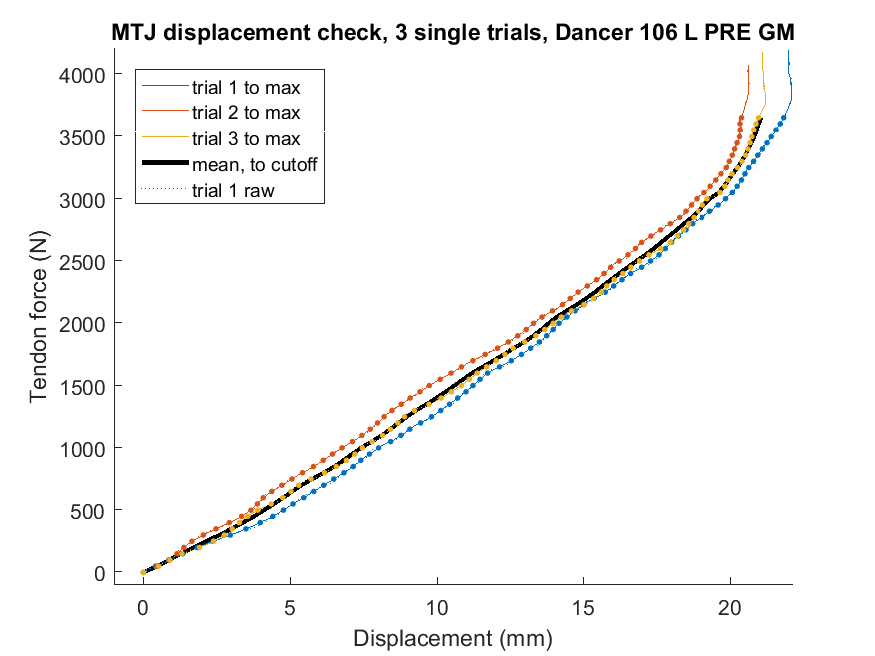 MTJ displacement check, 3 single trials, Dancer 106 L PRE GM
4000
3500
3000
2500
2000
1500
1000
500
0
Tendon force (N)
trial 1 to max
trial 2 to max
trial 3 to max
mean, to cutoff
trial 1 raw
0 5 10 15 20
Displacement (mm)